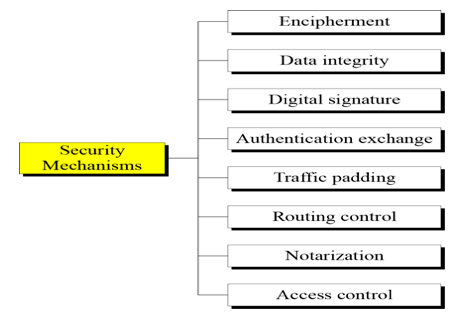 Encipherment
Data integrity
Digital signature
Authentication exchange
Security
Mechanisms
Traffic padding
Routing control
Notarization
Access control